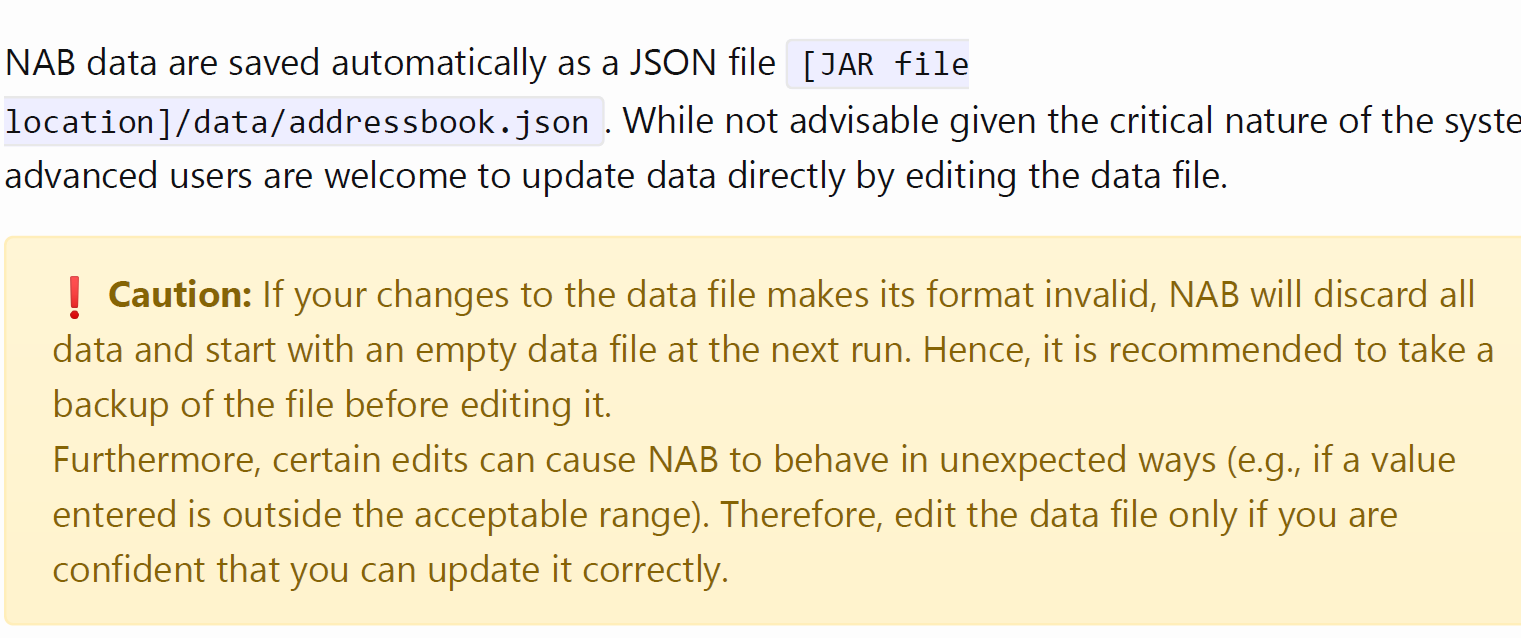 NAB data are saved automatically as a JSON file [JAR file
location]/data/addressbook.json. While not advisable given the critical nature of the
advanced users are welcome to update data directly by editing the data file.
❗ Caution: If your changes to the data file makes its format invalid, NAB will discard all
data and start with an empty data file at the next run. Hence, it is recommended to take a
backup of the file before editing it.
Furthermore, certain edits can cause NAB to behave in unexpected ways (e.g., if a value
entered is outside the acceptable range). Therefore, edit the data file only if you are
confident that you can update it correctly.